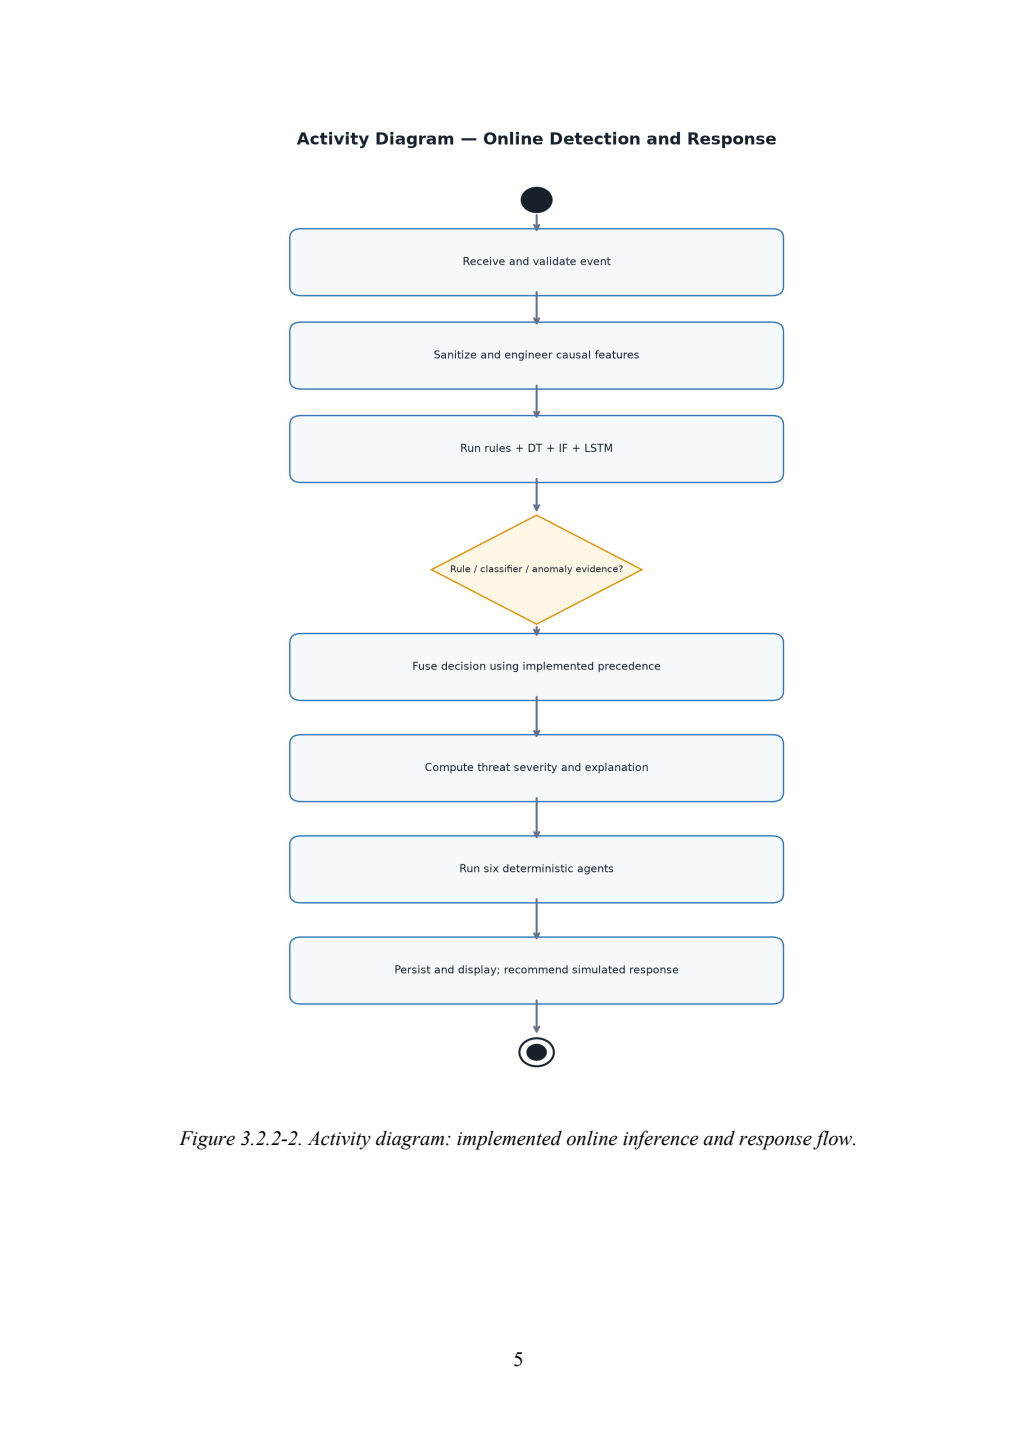 Activity Diagram — Online Detection and Response
Receive and validate event
Sanitize and engineer causal features
Run rules + DT + IF + LSTM
Rule / classifier / anomaly evidence?
Fuse decision using implemented precedence
Compute threat severity and explanation
Run six deterministic agents
Persist and display; recommend simulated response
Figure 3.2.2-2. Activity diagram: implemented online inference and response flow.
5